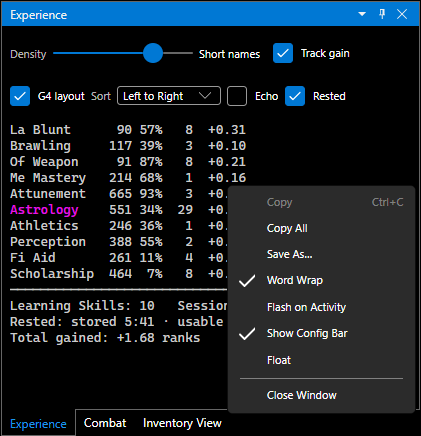 Experience
Density Short names Track gain
G4 layout Sort Left to Right Echo Rested
La Blunt 90 57% 8 +0.31
Brawling 117 39% 3 +0.10
Of Weapon 91 87% 8 +0.21
Me Mastery 214 68% 1 +0.16
Attunement 665 93% 3 +0.
Astrology 551 34% 29 +0.
Athletics 246 36% 1 +0.
Perception 388 55% 2 +0.
Fi Aid 261 11% 4 +0.
Scholarship 464 7% 8 +0.
Learning Skills: 10 Session
Rested: stored 5:41 · usable
Total gained: +1.68 ranks
Copy Ctrl+C
Copy All
Save As...
Word Wrap
Flash on Activity
Show Config Bar
Float
Close Window
Experience Combat Inventory View